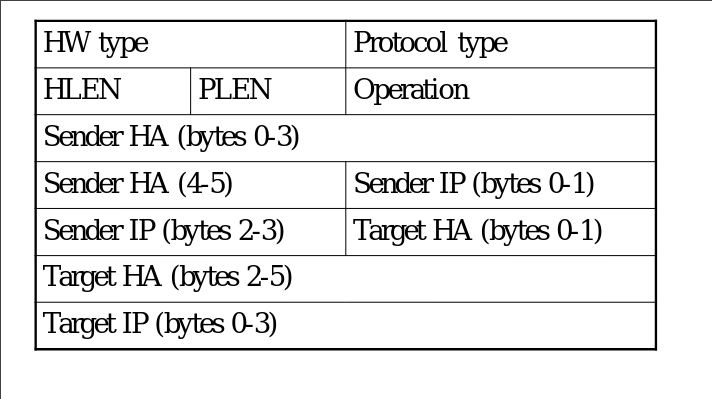 HW type Protocol type
HLEN PLEN Operation
Sender HA (bytes 0-3)
Sender HA (4-5) Sender IP (bytes 0-1)
Sender IP (bytes 2-3) Target HA (bytes 0-1)
Target HA (bytes 2-5)
Target IP (bytes 0-3)